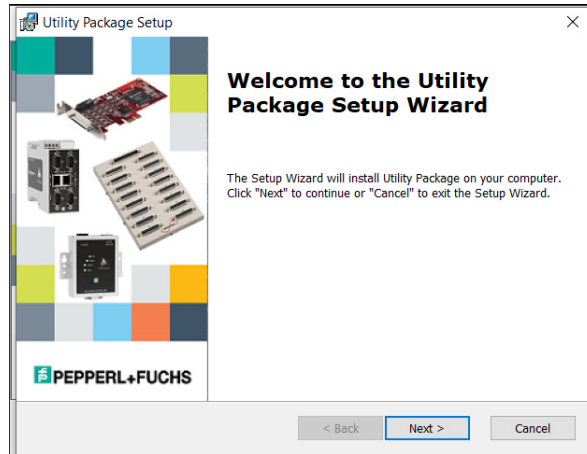 Utility Package Setup
Welcome to the Utility
Package Setup Wizard
The Setup Wizard will install Utility Package on your computer.
Click "Next" to continue or "Cancel" to exit the Setup Wizard.
PEPPERL+FUCHS
< Back
Next >
Cancel